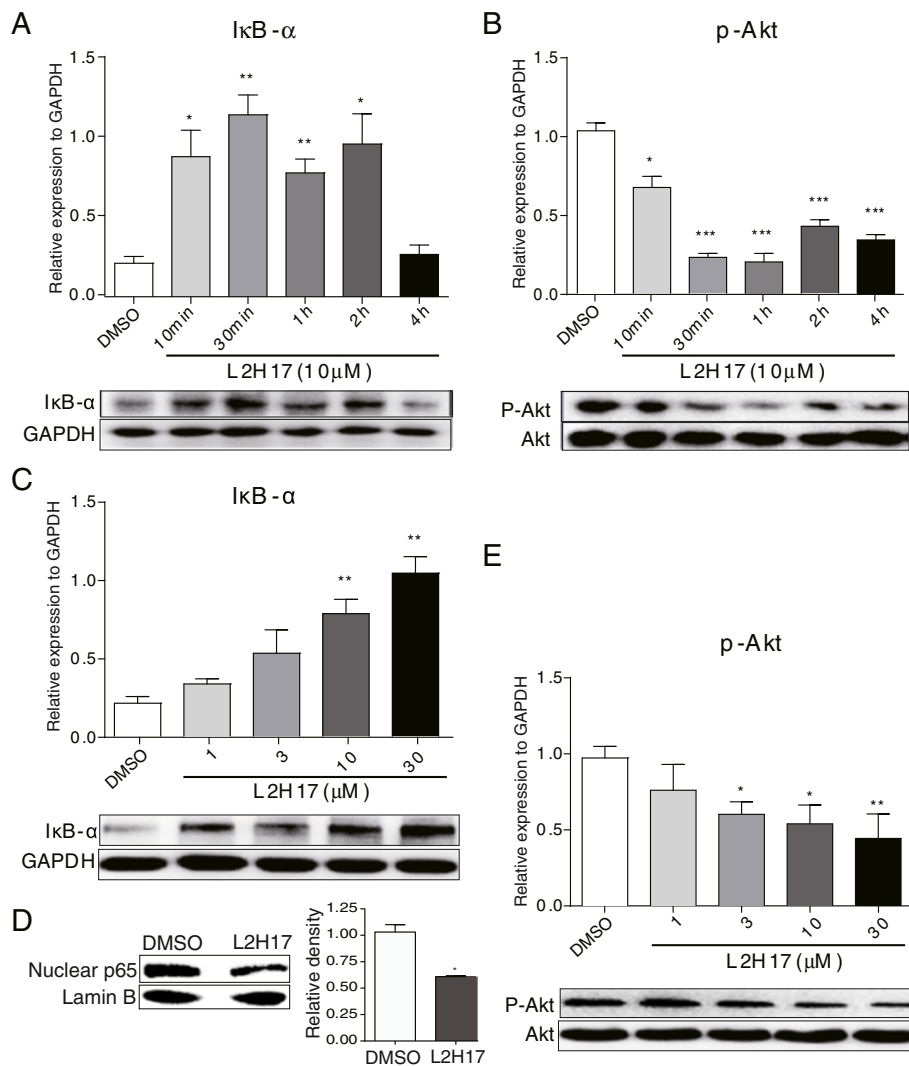 A
IκB-α
Relative expression to GAPDH
1.5
1.0
0.5
0.0
*
**
**
*
DMSO
10min
30min
1h
2h
4h
L2H17 (10μM)
IκB-α
GAPDH
B
p-Akt
Relative expression to GAPDH
1.5
1.0
0.5
0.0
*
***
***
***
***
DMSO
10min
30min
1h
2h
4h
L2H17 (10μM)
P-Akt
Akt
C
IκB-α
Relative expression to GAPDH
1.5
1.0
0.5
0.0
**
**
DMSO
1
3
10
30
L2H17 (μM)
IκB-α
GAPDH
D
DMSO L2H17
Nuclear p65
Lamin B
Relative density
1.25
1.00
0.75
0.50
0.25
0.00
*
DMSO L2H17
E
p-Akt
Relative expression to GAPDH
1.5
1.0
0.5
0.0
*
*
**
DMSO
1
3
10
30
L2H17 (μM)
P-Akt
Akt